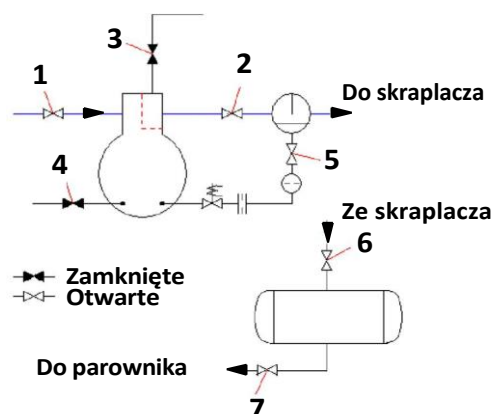 3
1
2
Do skraplacza
4
5
Ze skraplacza
6
Zamknięte
Otwarte
Do parownika
7